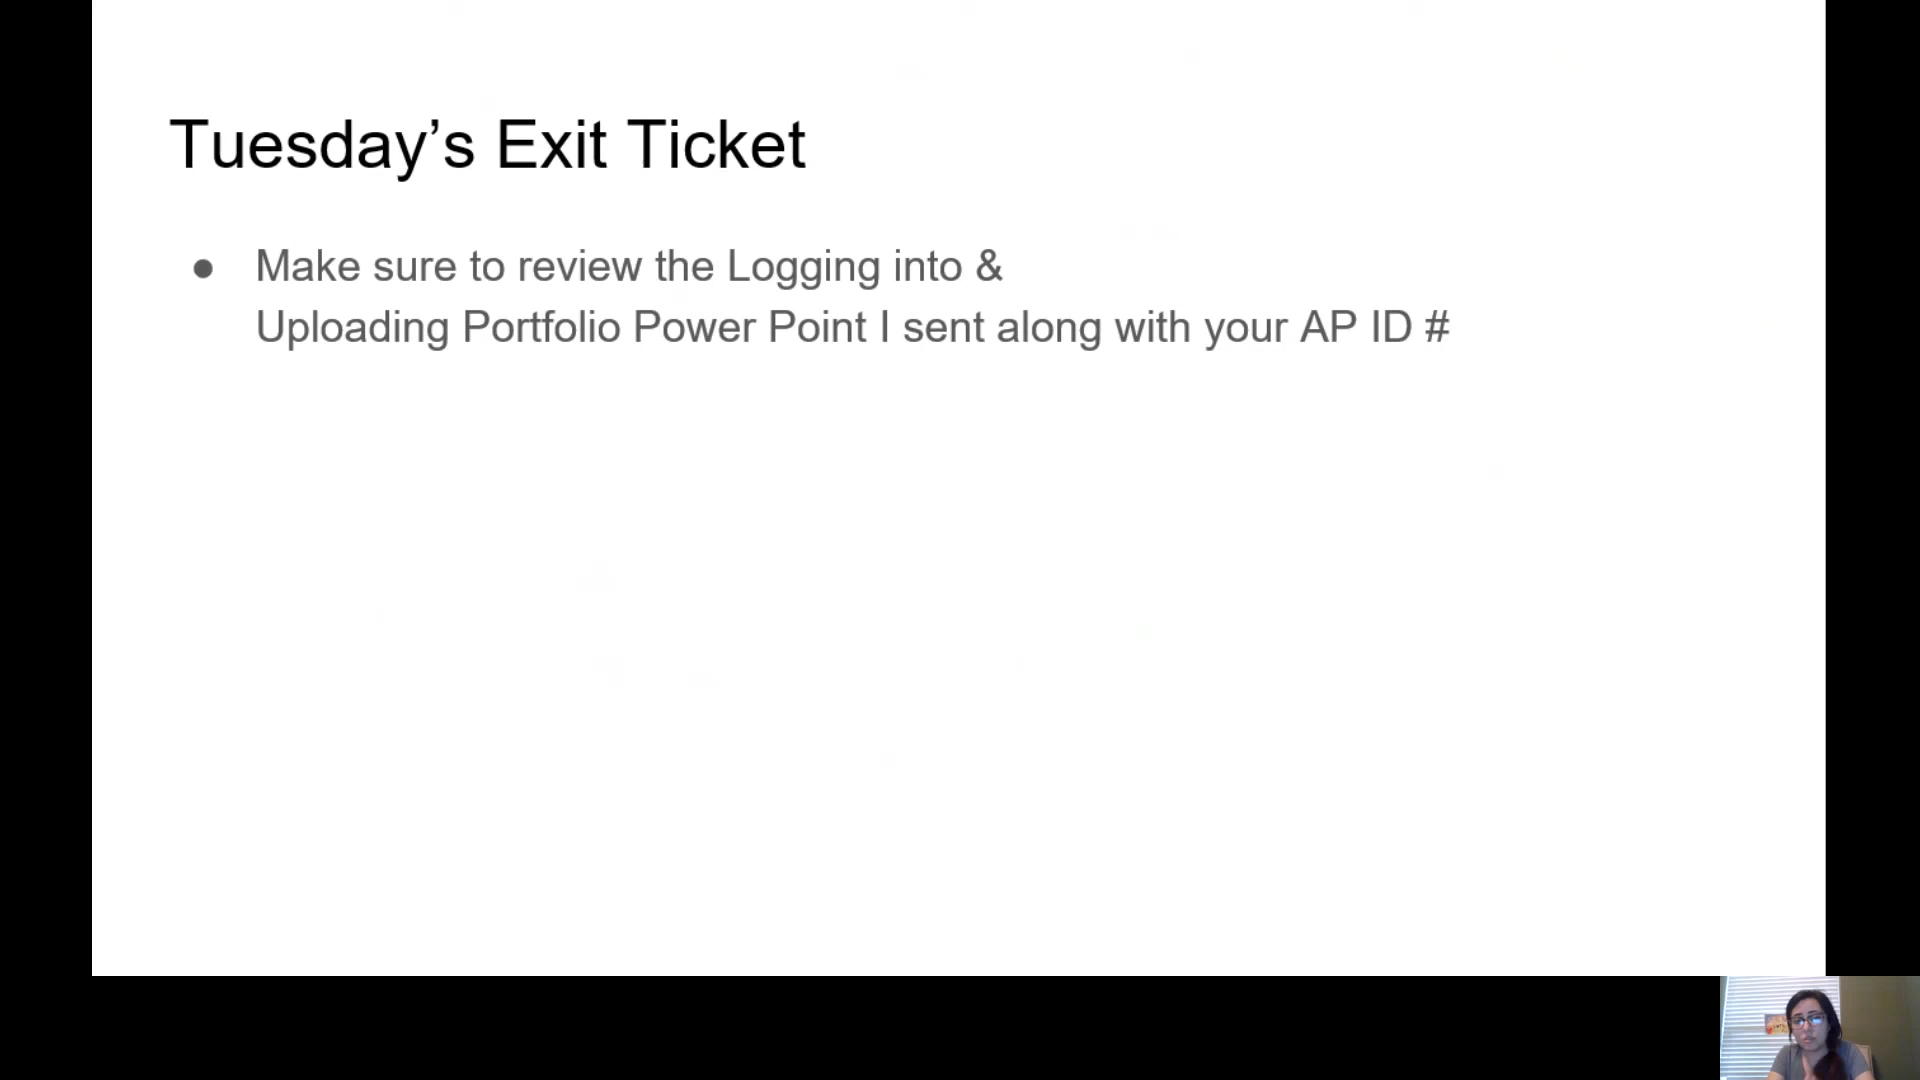 Tuesday’s Exit Ticket
● Make sure to review the Logging into &
Uploading Portfolio Power Point I sent along with your AP ID #